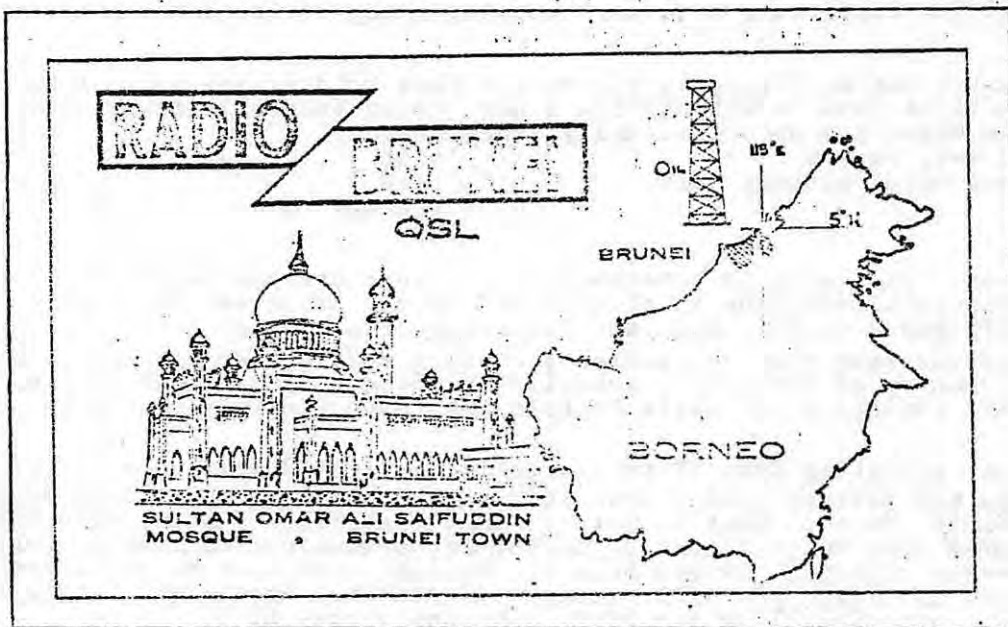 RADIO
BRUNEI
QSL
OIL
115°E
5°N
BRUNEI
BORNEO
SULTAN OMAR ALI SAIFUDDIN
MOSQUE . BRUNEI TOWN